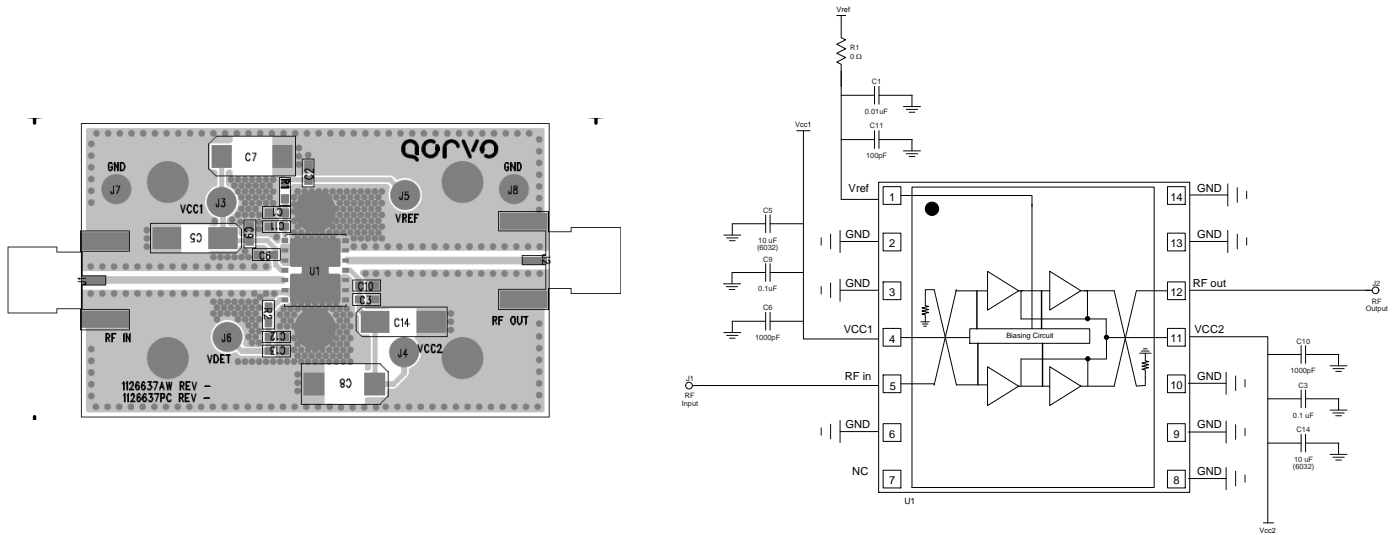 QORVO
C7
GND
J7
C2
R1
GND
J8
J3
VCC1
J5
VREF
C1
C11
C5
C9
C6
U1
J1
J2
C10
C3
R2
C14
RF IN
RF OUT
J6
VDET
C12
C13
J4
VCC2
C8
1126637AW REV -
1126637PC REV -
Vref
R1
0 Ω
C1
0.01uF
C11
100pF
Vcc1
C5
10 uF
(6032)
C9
0.1uF
C6
1000pF
Vref
1
GND
2
GND
3
VCC1
4
RF in
5
GND
6
NC
7
U1
Biasing Circuit
14
GND
13
GND
12
RF out
11
VCC2
10
GND
9
GND
8
GND
J1
RF
Input
J2
RF
Output
C10
1000pF
C3
0.1 uF
C14
10 uF
(6032)
Vcc2